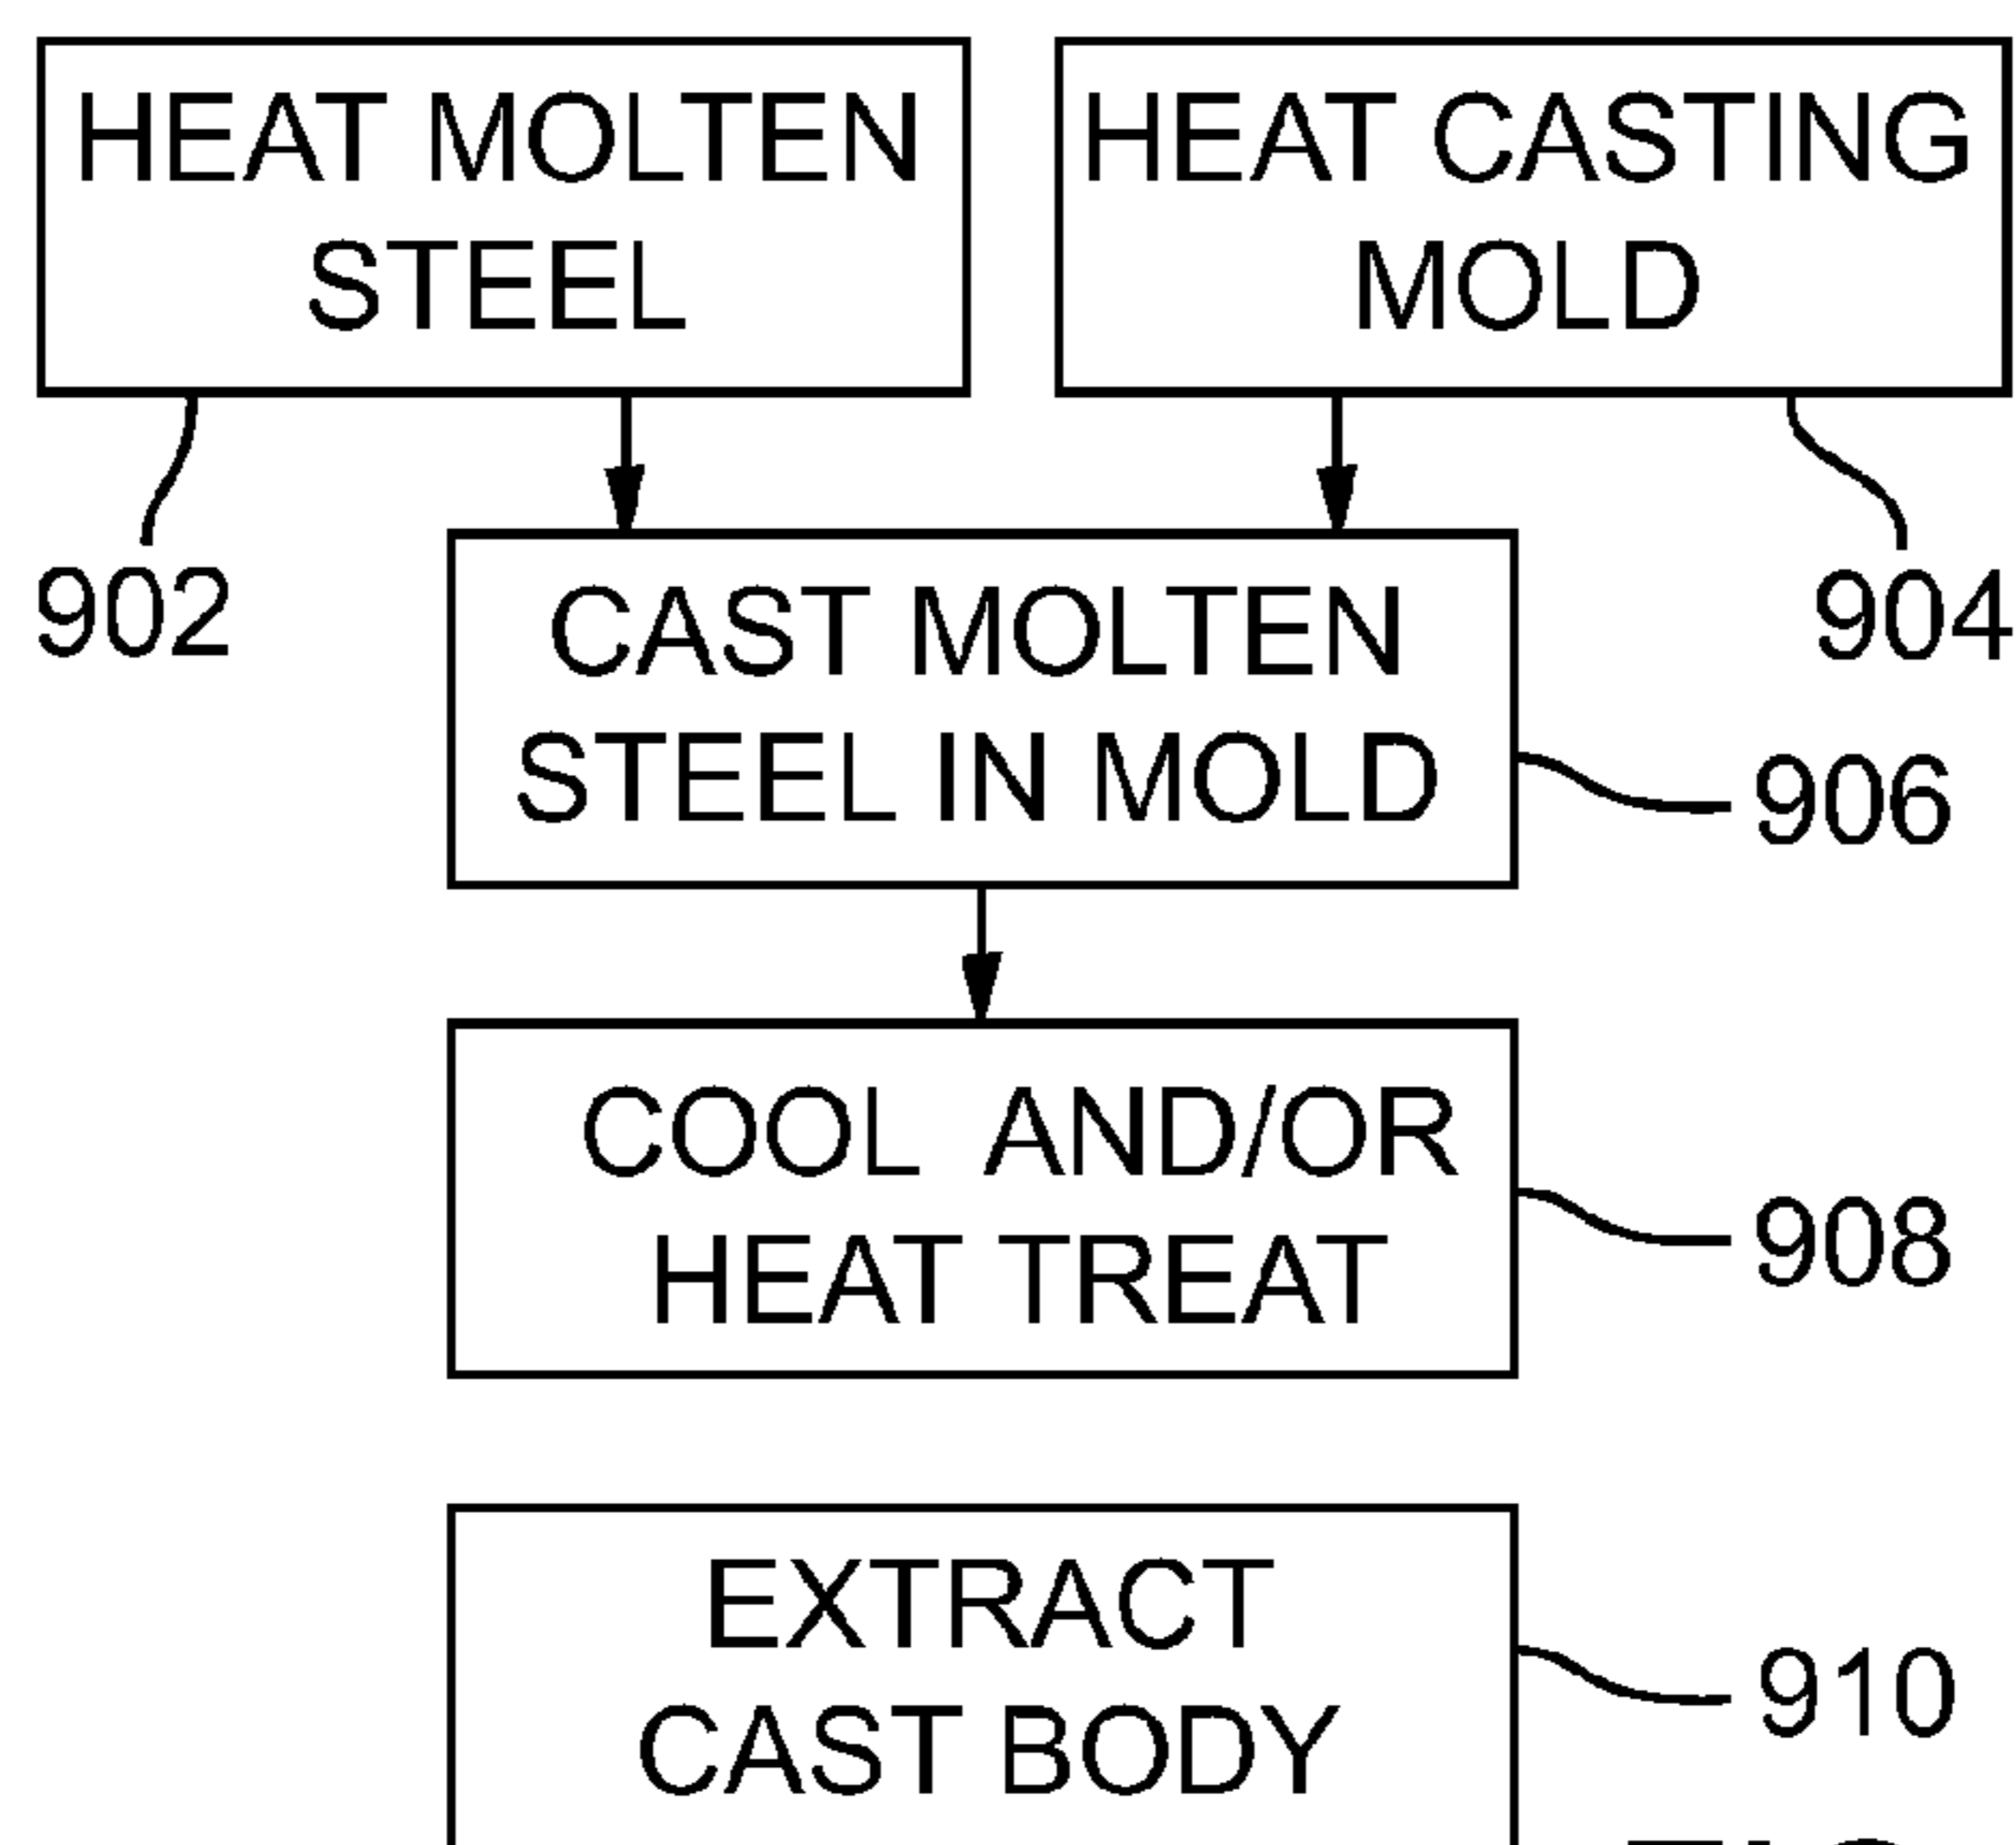 HEAT MOLTEN
STEEL
HEAT CASTING
MOLD
902
904
CAST MOLTEN
STEEL IN MOLD
906
COOL AND/OR
HEAT TREAT
908
EXTRACT
CAST BODY
910